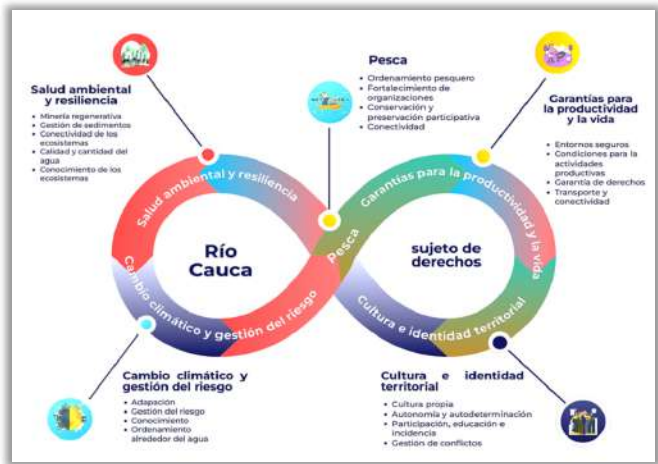 Salud ambiental
y resiliencia
• Minería regenerativa
• Gestión de sedimentos
• Conectividad de los
ecosistemas
• Calidad y cantidad del
agua
• Conocimiento de los
ecosistemas
Pesca
• Ordenamiento pesquero
• Fortalecimiento de
organizaciones
• Conservación y
preservación participativa
• Conectividad
Garantías para
la productividad
y la vida
• Entornos seguros
• Condiciones para la
actividades
productivas
• Garantía de derechos
• Transporte y
conectividad
Salud ambiental y resiliencia
Garantías para la productividad y la vida
Pesca
Río
Cauca
sujeto de
derechos
Cambio climático y gestión del riesgo
Cultura e identidad territorial
Cambio climático y
gestión del riesgo
• Adapación
• Gestión del riesgo
• Conocimiento
• Ordenamiento
alrededor del agua
Cultura e identidad
territorial
• Cultura propia
• Autonomía y autodeterminación
• Participación, educación e
incidencia
• Gestión de conflictos